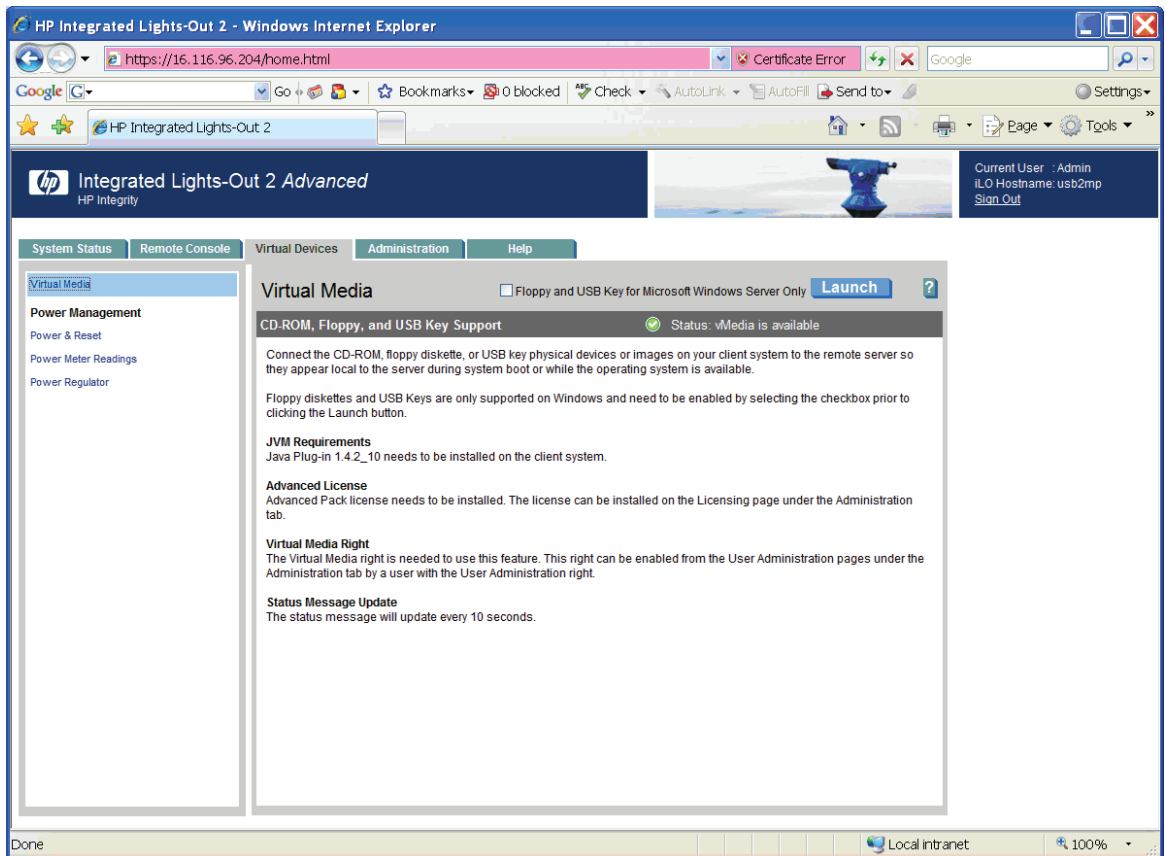 HP Integrated Lights-Out 2 - Windows Internet Explorer
https://16.116.96.204/home.html
Certificate Error
Google
Google
G
Go
Bookmarks
0 blocked
Check
AutoLink
AutoFill
Send to
Settings
HP Integrated Lights-Out 2
Page
Tools
»
hp
Integrated Lights-Out 2 Advanced
HP Integrity
Current User : Admin
iLO Hostname: usb2mp
Sign Out
System Status
Remote Console
Virtual Devices
Administration
Help
Virtual Media
Power Management
Power & Reset
Power Meter Readings
Power Regulator
Virtual Media
Floppy and USB Key for Microsoft Windows Server Only
Launch
?
CD-ROM, Floppy, and USB Key Support
Status: vMedia is available
Connect the CD-ROM, floppy diskette, or USB key physical devices or images on your client system to the remote server so
they appear local to the server during system boot or while the operating system is available.
Floppy diskettes and USB Keys are only supported on Windows and need to be enabled by selecting the checkbox prior to
clicking the Launch button.
JVM Requirements
Java Plug-in 1.4.2_10 needs to be installed on the client system.
Advanced License
Advanced Pack license needs to be installed. The license can be installed on the Licensing page under the Administration
tab.
Virtual Media Right
The Virtual Media right is needed to use this feature. This right can be enabled from the User Administration pages under the
Administration tab by a user with the User Administration right.
Status Message Update
The status message will update every 10 seconds.
Done
Local intranet
100%